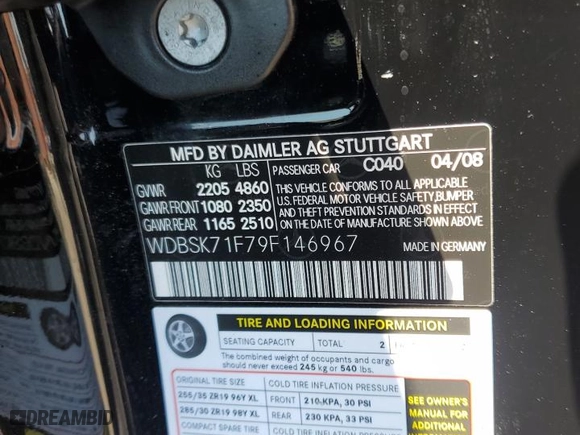 MFD BY DAIMLER AG STUTTGART
KG LBS PASSENGER CAR C040 04/08
GVWR 2205 4860 THIS VEHICLE CONFORMS TO ALL APPLICABLE
GAWR FRONT 1080 2350 U.S. FEDERAL MOTOR VEHICLE SAFETY,BUMPER
GAWR REAR 1165 2510 AND THEFT PREVENTION STANDARDS IN EFFECT
ON THE DATE OF MANUFACTURE SHOWN ABOVE
WDBSK71F79F146967 MADE IN GERMANY
TIRE AND LOADING INFORMATION
SEATING CAPACITY TOTAL 2
The combined weight of occupants and cargo
should never exceed 245 kg or 540 lbs.
ORIGINAL TIRE SIZE COLD TIRE INFLATION PRESSURE
255/35 ZR19 96Y XL FRONT 210 KPA, 30 PSI
285/30 ZR19 98Y XL REAR 230 KPA, 33 PSI
COMPACT SPARE TIRE COLD TIRE INFLATION PRESSURE
SEE OWNER'S
MANUAL FOR
ADDITIONAL
DREAMBID